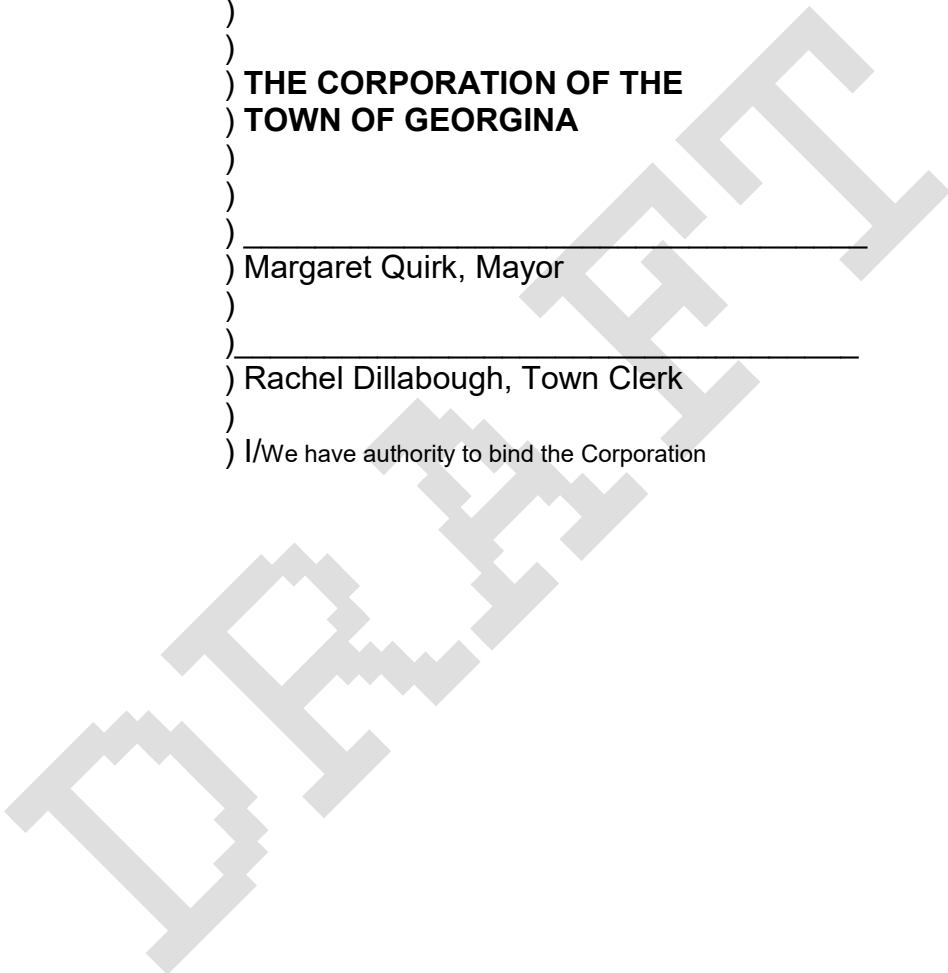 )
)
) THE CORPORATION OF THE
) TOWN OF GEORGINA
)
)
) ___________________________________
) Margaret Quirk, Mayor
)
)___________________________________
) Rachel Dillabough, Town Clerk
)
) I/We have authority to bind the Corporation
DRAFT